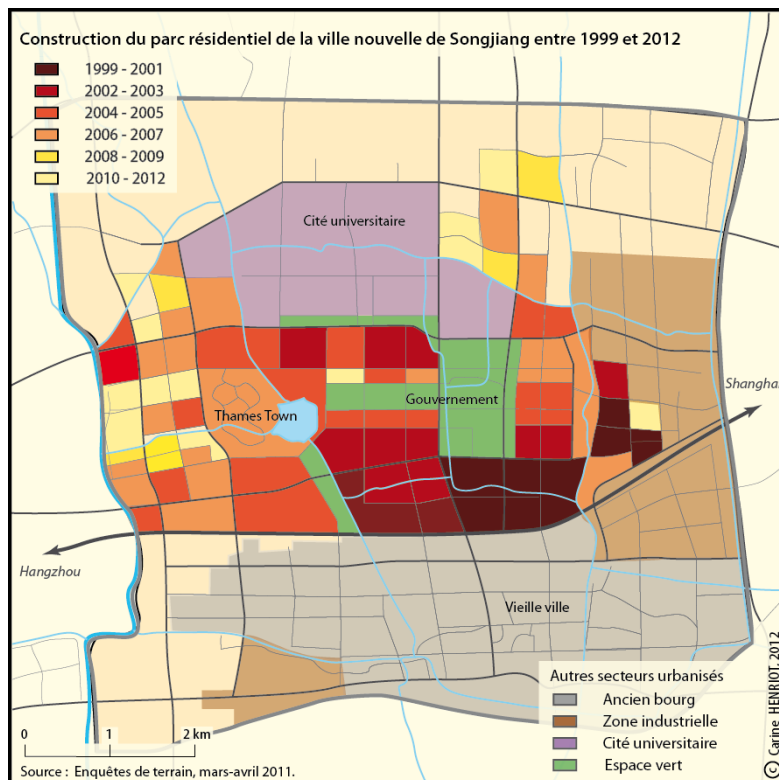 Construction du parc résidentiel de la ville nouvelle de Songjiang entre 1999 et 2012
1999 - 2001
2002 - 2003
2004 - 2005
2006 - 2007
2008 - 2009
2010 - 2012
Cité universitaire
Shanghai
Gouvernement
Thames Town
Hangzhou
Vieille ville
Autres secteurs urbanisés
Ancien bourg
Zone industrielle
Cité universitaire
Espace vert
0 1 2 km
Source : Enquêtes de terrain, mars-avril 2011.
© Carine HENRIOT, 2012